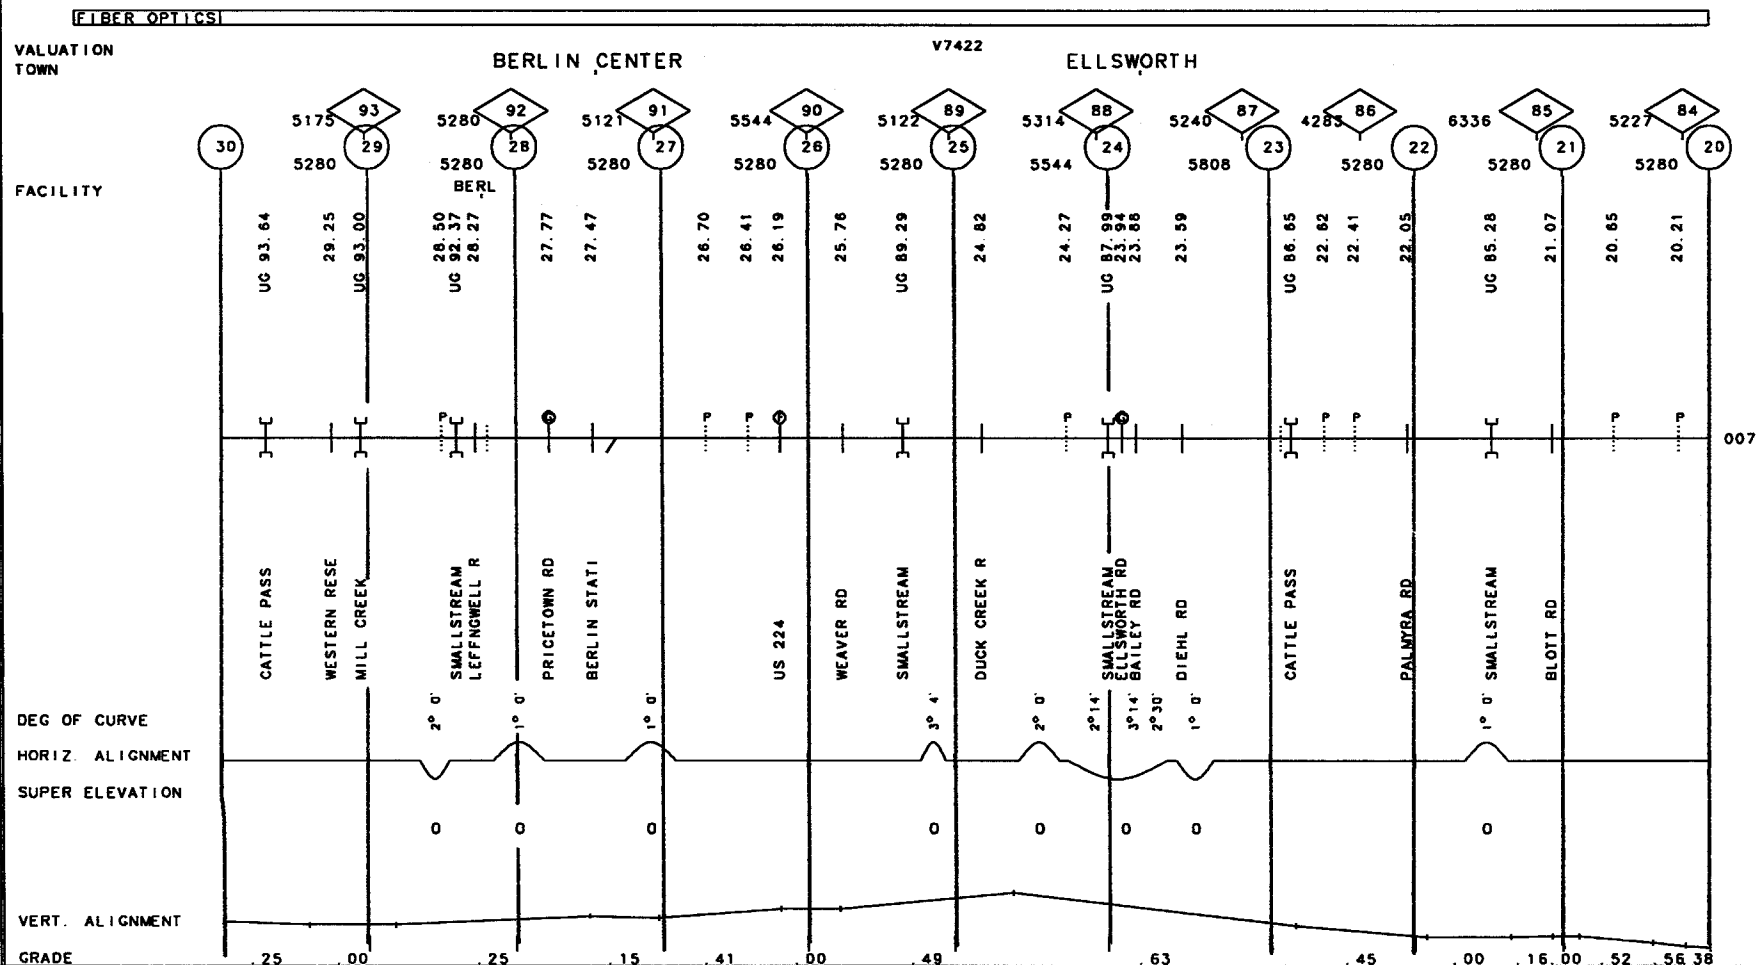 FIBER OPTICS
VALUATION V7422
TOWN BERLIN CENTER ELLSWORTH
93 92 91 90 89 88 87 86 85 84
5175 5280 5121 5544 5122 5314 5240 4283 6336 5227
30 29 28 27 26 25 24 23 22 21 20
5280 5280 5280 5280 5280 5544 5808 5280 5280 5280
FACILITY BERL
UG 93.64
29.25
UG 93.00
28.50
UG 92.37
28.27
27.77
27.47
26.70
26.41
26.19
25.76
UG 89.29
24.82
24.27
UG 87.99
23.94
23.88
23.59
UG 86.65
22.62
22.41
22.05
UG 85.28
21.07
20.65
20.21
P G P P P P G P P P P
007
CATTLE PASS
WESTERN RESE
MILL CREEK
SMALLSTREAM
LEFFNGWELL R
PRICETOWN RD
BERLIN STATI
US 224
WEAVER RD
SMALLSTREAM
DUCK CREEK R
SMALLSTREAM
ELLSWORTH RD
BAILEY RD
DIEHL RD
CATTLE PASS
PALMYRA RD
SMALLSTREAM
BLOTT RD
DEG OF CURVE 2° 0' 1° 0' 1° 0' 3° 4' 2° 0' 2°14' 3°14' 2°30' 1° 0' 1° 0'
HORIZ. ALIGNMENT
SUPER ELEVATION
0 0 0 0 0 0 0 0
VERT. ALIGNMENT
GRADE .25 .00 .25 .15 .41 .00 .49 .63 .45 .00 .16 .00 .52 .56 .38